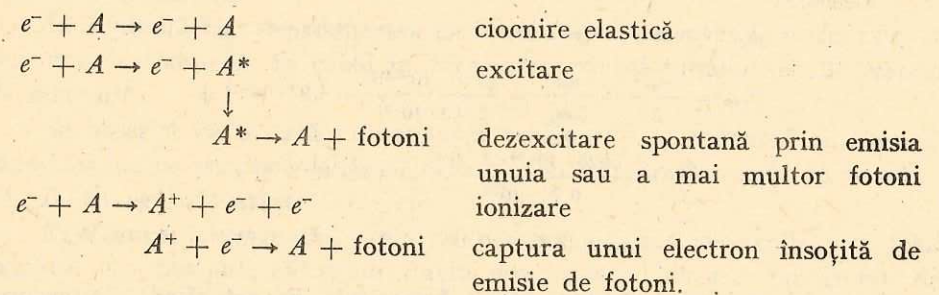 e⁻ + A → e⁻ + A ciocnire elastică
e⁻ + A → e⁻ + A* excitare
↓
A* → A + fotoni dezexcitare spontană prin emisia
unuia sau a mai multor fotoni
e⁻ + A → A⁺ + e⁻ + e⁻ ionizare
A⁺ + e⁻ → A + fotoni captura unui electron însoțită de
emisie de fotoni.